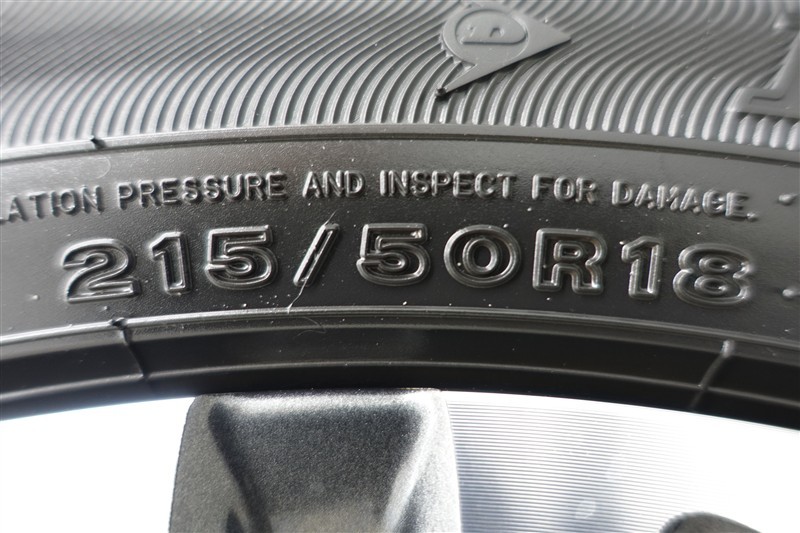 D
LATION PRESSURE AND INSPECT FOR DAMAGE.
215/50R18